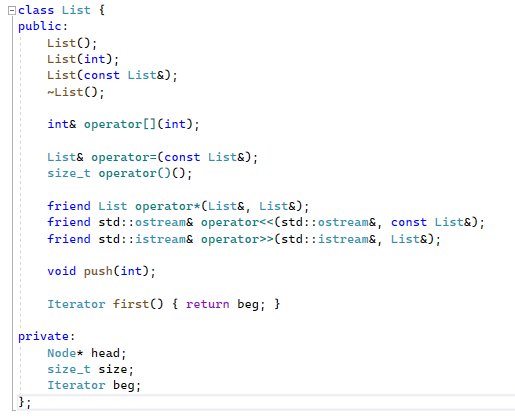 class List {
public:
    List();
    List(int);
    List(const List&);
    ~List();

    int& operator[](int);

    List& operator=(const List&);
    size_t operator()();

    friend List operator*(List&, List&);
    friend std::ostream& operator<<(std::ostream&, const List&);
    friend std::istream& operator>>(std::istream&, List&);

    void push(int);

    Iterator first() { return beg; }

private:
    Node* head;
    size_t size;
    Iterator beg;
};